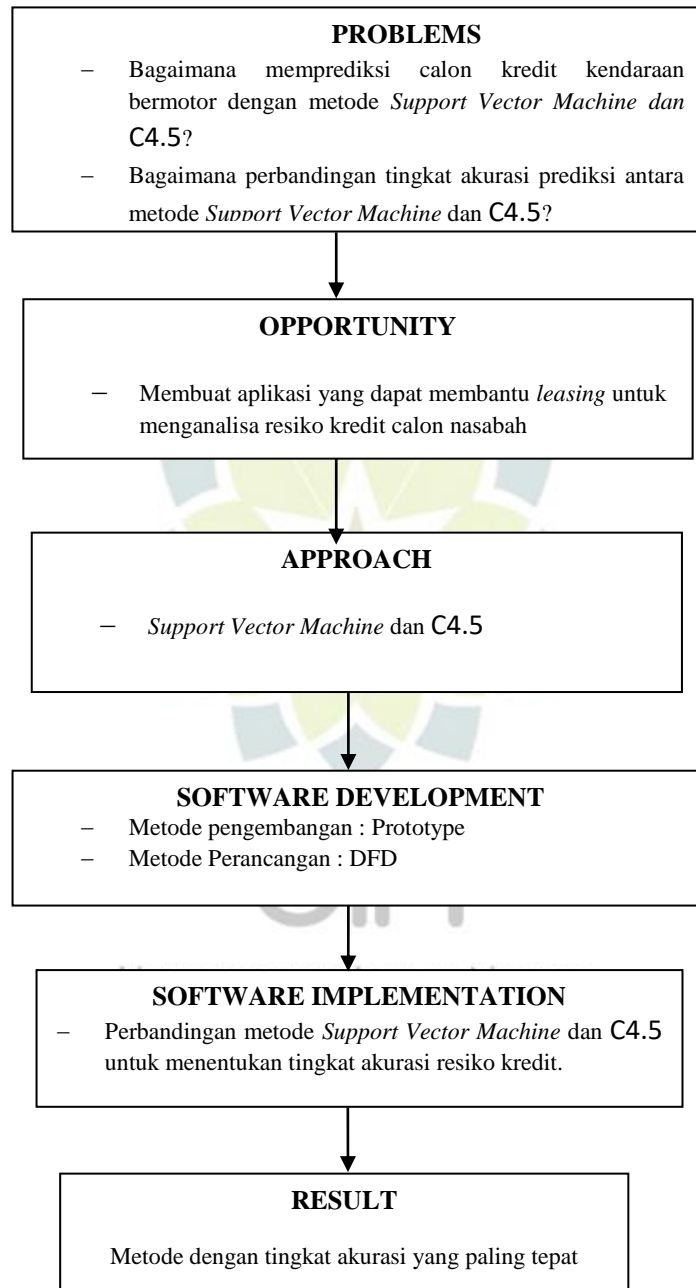 PROBLEMS
– Bagaimana memprediksi calon kredit kendaraan
bermotor dengan metode Support Vector Machine dan
C4.5?
– Bagaimana perbandingan tingkat akurasi prediksi antara
metode Support Vector Machine dan C4.5?
OPPORTUNITY
– Membuat aplikasi yang dapat membantu leasing untuk
menganalisa resiko kredit calon nasabah
APPROACH
– Support Vector Machine dan C4.5
SOFTWARE DEVELOPMENT
– Metode pengembangan : Prototype
– Metode Perancangan : DFD
SOFTWARE IMPLEMENTATION
– Perbandingan metode Support Vector Machine dan C4.5
untuk menentukan tingkat akurasi resiko kredit.
RESULT
Metode dengan tingkat akurasi yang paling tepat